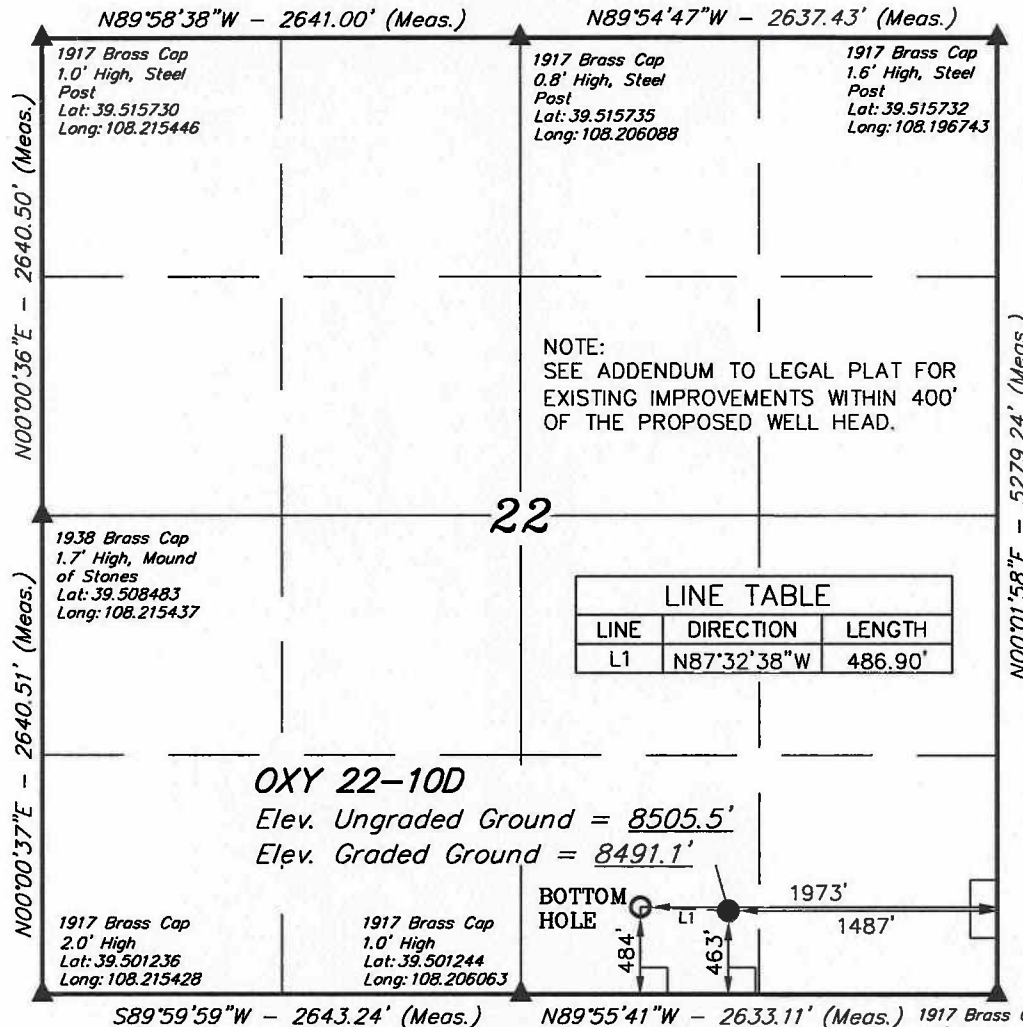 N89°58'38"W - 2641.00' (Meas.)
N89°54'47"W - 2637.43' (Meas.)
1917 Brass Cap
1.0' High, Steel
Post
Lat: 39.515730
Long: 108.215446
1917 Brass Cap
0.8' High, Steel
Post
Lat: 39.515735
Long: 108.206088
1917 Brass Cap
1.6' High, Steel
Post
Lat: 39.515732
Long: 108.196743
N00°00'36"E - 2640.50' (Meas.)
NOTE:
SEE ADDENDUM TO LEGAL PLAT FOR
EXISTING IMPROVEMENTS WITHIN 400'
OF THE PROPOSED WELL HEAD.
N00°01'58"E - 5279.24' (Meas.)
22
1938 Brass Cap
1.7' High, Mound
of Stones
Lat: 39.508483
Long: 108.215437
LINE TABLE
LINE DIRECTION LENGTH
L1 N87°32'38"W 486.90'
N00°00'37"E - 2640.51' (Meas.)
OXY 22-10D
Elev. Ungraded Ground = 8505.5'
Elev. Graded Ground = 8491.1'
BOTTOM
HOLE
L1
1973'
1487'
484'
463'
1917 Brass Cap
2.0' High
Lat: 39.501236
Long: 108.215428
1917 Brass Cap
1.0' High
Lat: 39.501244
Long: 108.206063
S89°59'59"W - 2643.24' (Meas.)
N89°55'41"W - 2633.11' (Meas.)
1917 Brass